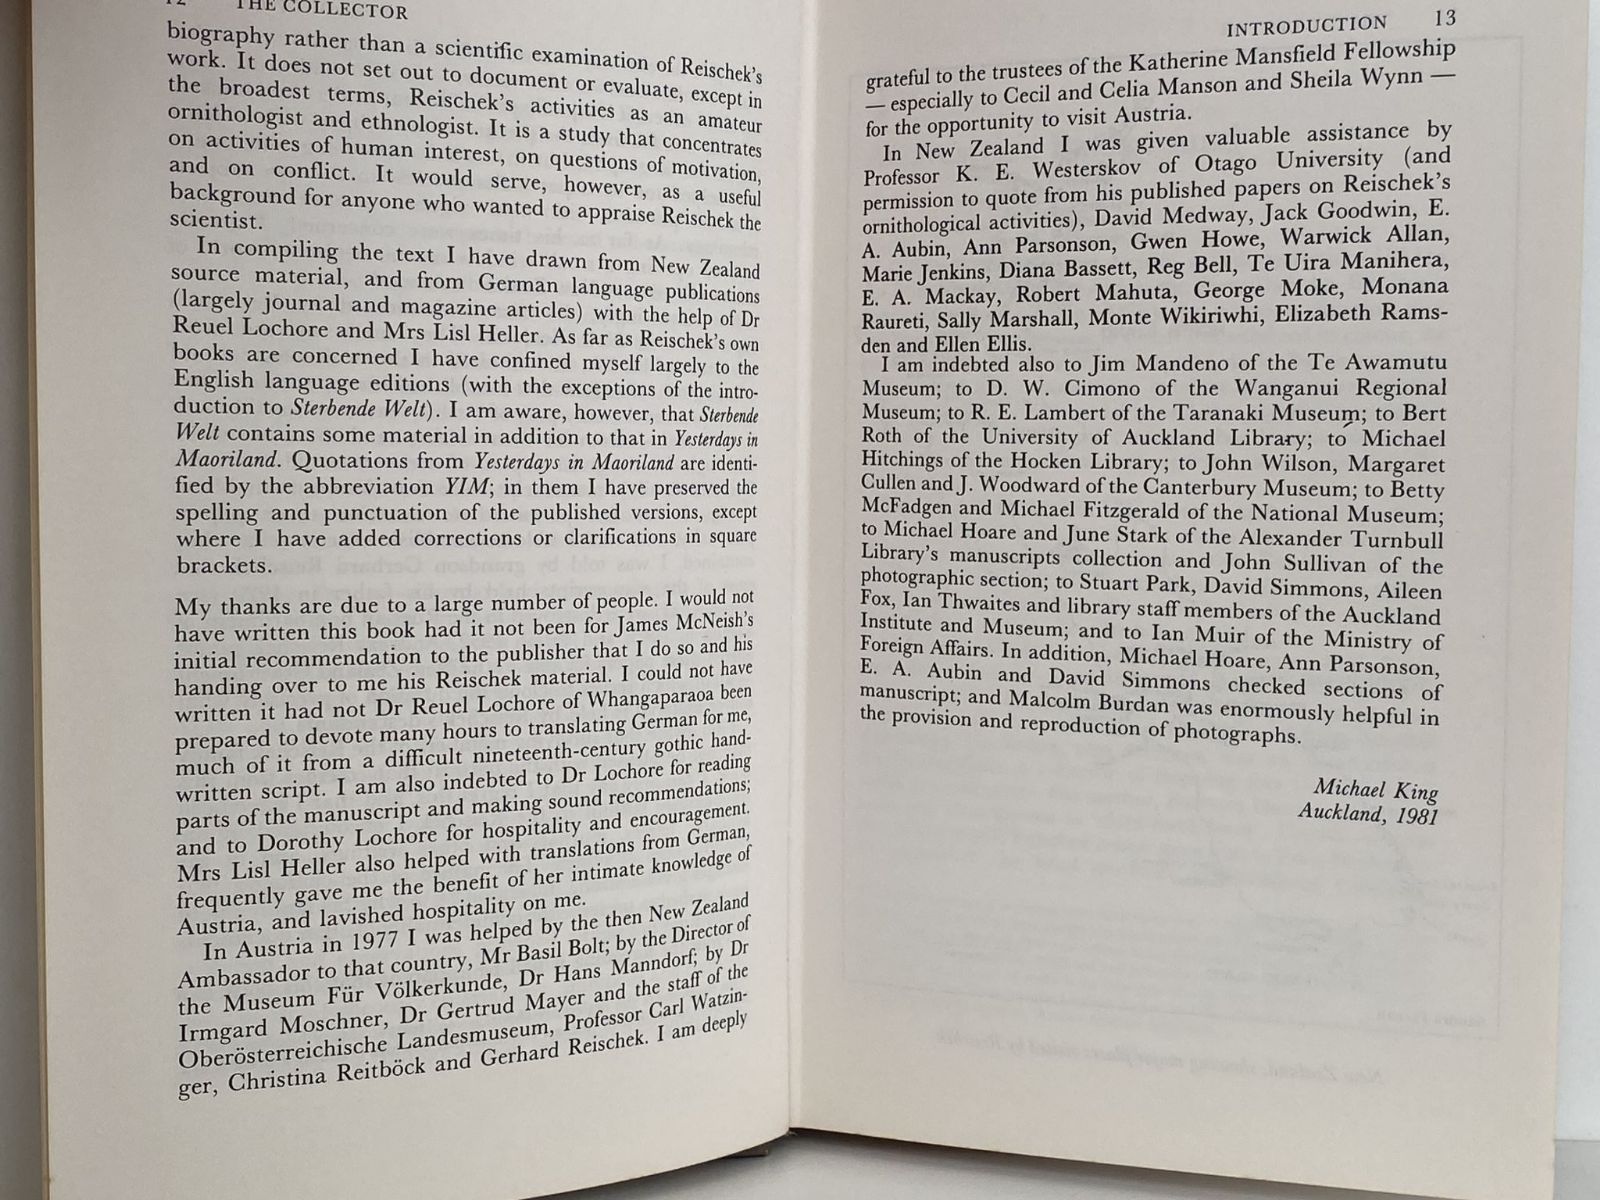 12 THE COLLECTOR
biography rather than a scientific examination of Reischek's
work. It does not set out to document or evaluate, except in
the broadest terms, Reischek's activities as an amateur
ornithologist and ethnologist. It is a study that concentrates
on activities of human interest, on questions of motivation,
and on conflict. It would serve, however, as a useful
background for anyone who wanted to appraise Reischek the
scientist.
In compiling the text I have drawn from New Zealand
source material, and from German language publications
(largely journal and magazine articles) with the help of Dr
Reuel Lochore and Mrs Lisl Heller. As far as Reischek's own
books are concerned I have confined myself largely to the
English language editions (with the exceptions of the intro-
duction to Sterbende Welt). I am aware, however, that Sterbende
Welt contains some material in addition to that in Yesterdays in
Maoriland. Quotations from Yesterdays in Maoriland are identi-
fied by the abbreviation YIM; in them I have preserved the
spelling and punctuation of the published versions, except
where I have added corrections or clarifications in square
brackets.
My thanks are due to a large number of people. I would not
have written this book had it not been for James McNeish's
initial recommendation to the publisher that I do so and his
handing over to me his Reischek material. I could not have
written it had not Dr Reuel Lochore of Whangaparaoa been
prepared to devote many hours to translating German for me,
much of it from a difficult nineteenth-century gothic hand-
written script. I am also indebted to Dr Lochore for reading
parts of the manuscript and making sound recommendations;
and to Dorothy Lochore for hospitality and encouragement.
Mrs Lisl Heller also helped with translations from German,
frequently gave me the benefit of her intimate knowledge of
Austria, and lavished hospitality on me.
In Austria in 1977 I was helped by the then New Zealand
Ambassador to that country, Mr Basil Bolt; by the Director of
the Museum Für Völkerkunde, Dr Hans Manndorf; by Dr
Irmgard Moschner, Dr Gertrud Mayer and the staff of the
Oberösterreichische Landesmuseum, Professor Carl Watzin-
ger, Christina Reitböck and Gerhard Reischek. I am deeply
INTRODUCTION 13
grateful to the trustees of the Katherine Mansfield Fellowship
— especially to Cecil and Celia Manson and Sheila Wynn —
for the opportunity to visit Austria.
In New Zealand I was given valuable assistance by
Professor K. E. Westerskov of Otago University (and
permission to quote from his published papers on Reischek's
ornithological activities), David Medway, Jack Goodwin, E.
A. Aubin, Ann Parsonson, Gwen Howe, Warwick Allan,
Marie Jenkins, Diana Bassett, Reg Bell, Te Uira Manihera,
E. A. Mackay, Robert Mahuta, George Moke, Monana
Raureti, Sally Marshall, Monte Wikiriwhi, Elizabeth Rams-
den and Ellen Ellis.
I am indebted also to Jim Mandeno of the Te Awamutu
Museum; to D. W. Cimono of the Wanganui Regional
Museum; to R. E. Lambert of the Taranaki Museum; to Bert
Roth of the University of Auckland Library; to Michael
Hitchings of the Hocken Library; to John Wilson, Margaret
Cullen and J. Woodward of the Canterbury Museum; to Betty
McFadgen and Michael Fitzgerald of the National Museum;
to Michael Hoare and June Stark of the Alexander Turnbull
Library's manuscripts collection and John Sullivan of the
photographic section; to Stuart Park, David Simmons, Aileen
Fox, Ian Thwaites and library staff members of the Auckland
Institute and Museum; and to Ian Muir of the Ministry of
Foreign Affairs. In addition, Michael Hoare, Ann Parsonson,
E. A. Aubin and David Simmons checked sections of
manuscript; and Malcolm Burdan was enormously helpful in
the provision and reproduction of photographs.
Michael King
Auckland, 1981